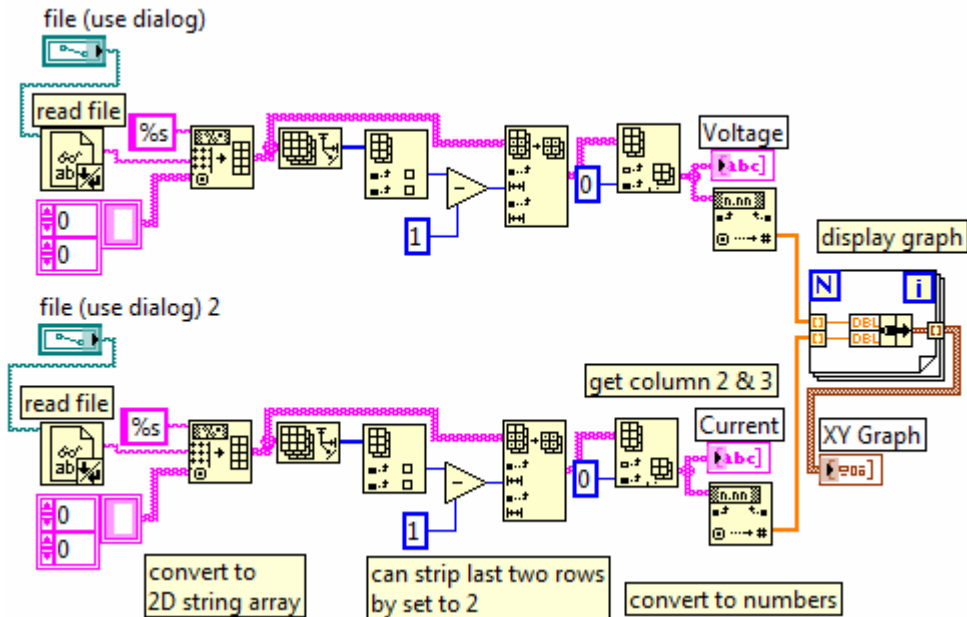 file (use dialog)
read file
%s
ab
0
0
1
0
Voltage
abc
n.nn
#
display graph
N
i
DBL
DBL
file (use dialog) 2
read file
%s
ab
0
0
1
get column 2 & 3
0
Current
abc
n.nn
#
XY Graph
convert to
2D string array
can strip last two rows
by set to 2
convert to numbers